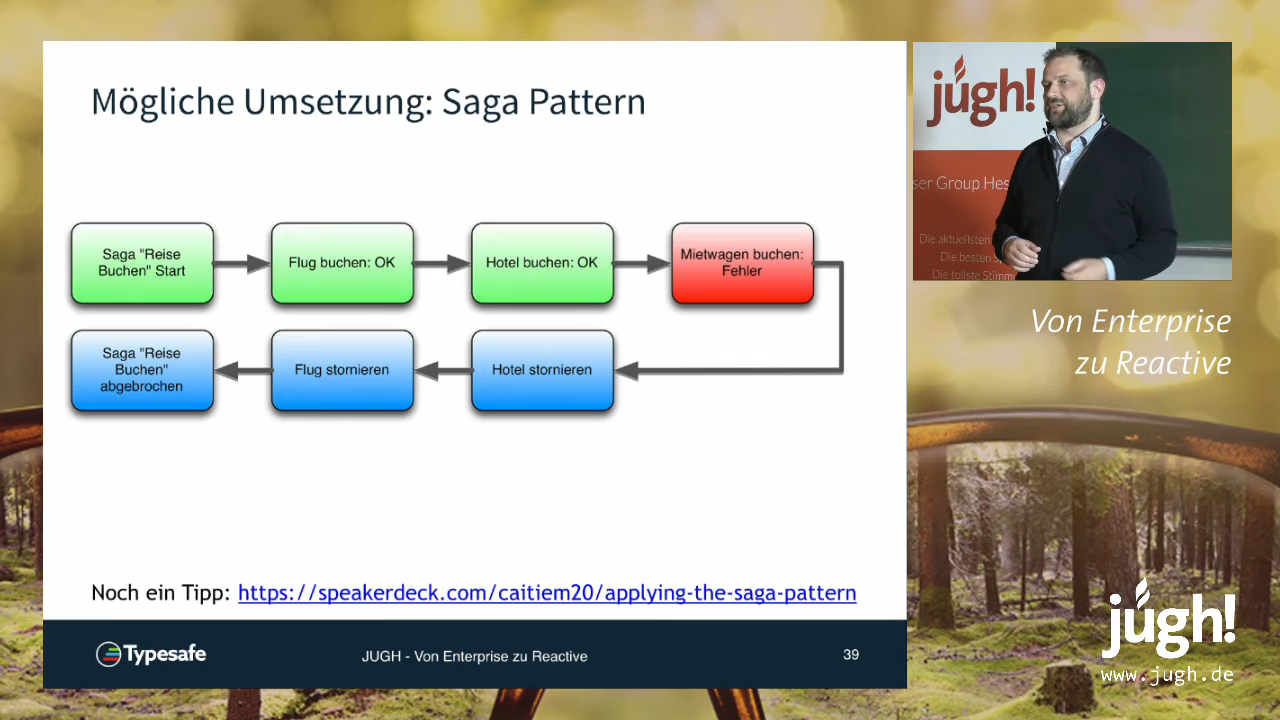 Mögliche Umsetzung: Saga Pattern
Saga "Reise
Buchen" Start
Flug buchen: OK
Hotel buchen: OK
Mietwagen buchen:
Fehler
Saga "Reise
Buchen"
abgebrochen
Flug stornieren
Hotel stornieren
Noch ein Tipp: https://speakerdeck.com/caitiem20/applying-the-saga-pattern
Typesafe
JUGH - Von Enterprise zu Reactive
39
jugh!
ser Group Hes
Die aktuellsten
Die besten
Die tollste Stimm
Von Enterprise
zu Reactive
jugh!
www.jugh.de